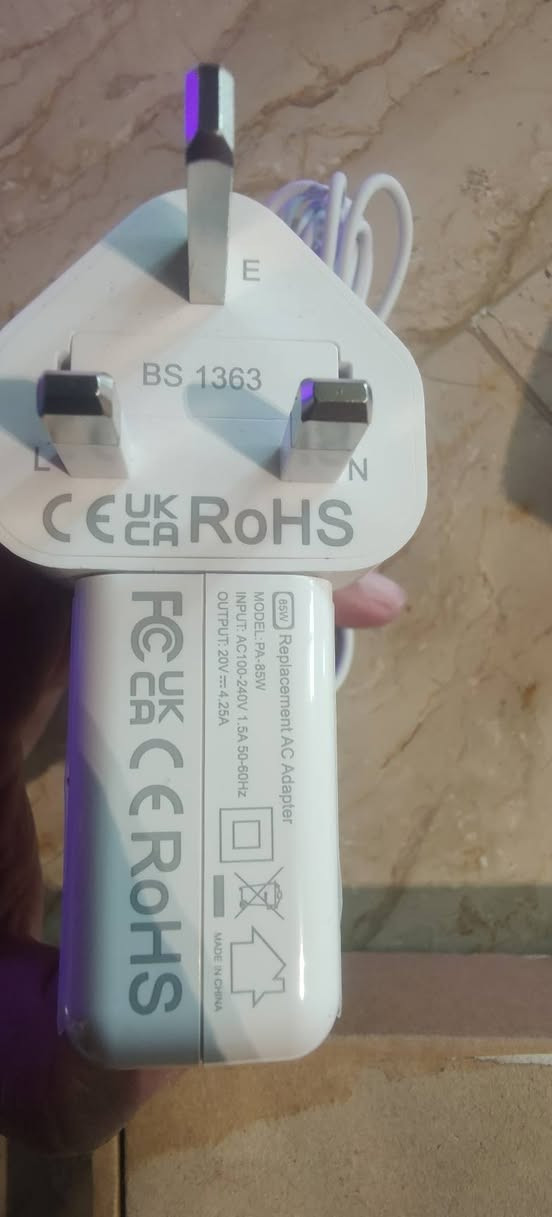 E
BS 1363
L
N
CE UK CA RoHS
85W Replacement AC Adapter
MODEL: PA-85W
INPUT: AC100-240V 1.5A 50-60Hz
OUTPUT: 20V⎓4.25A
MADE IN CHINA
FC UK CA CE RoHS